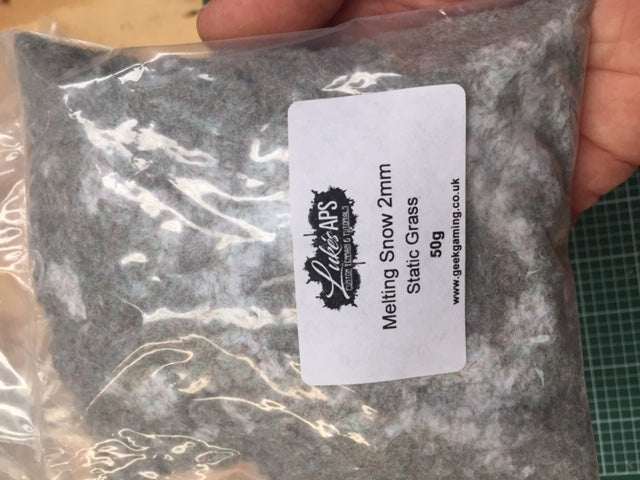 Luke's APS
Melting Snow 2mm
Static Grass
50g
www.geekgaming.co.uk